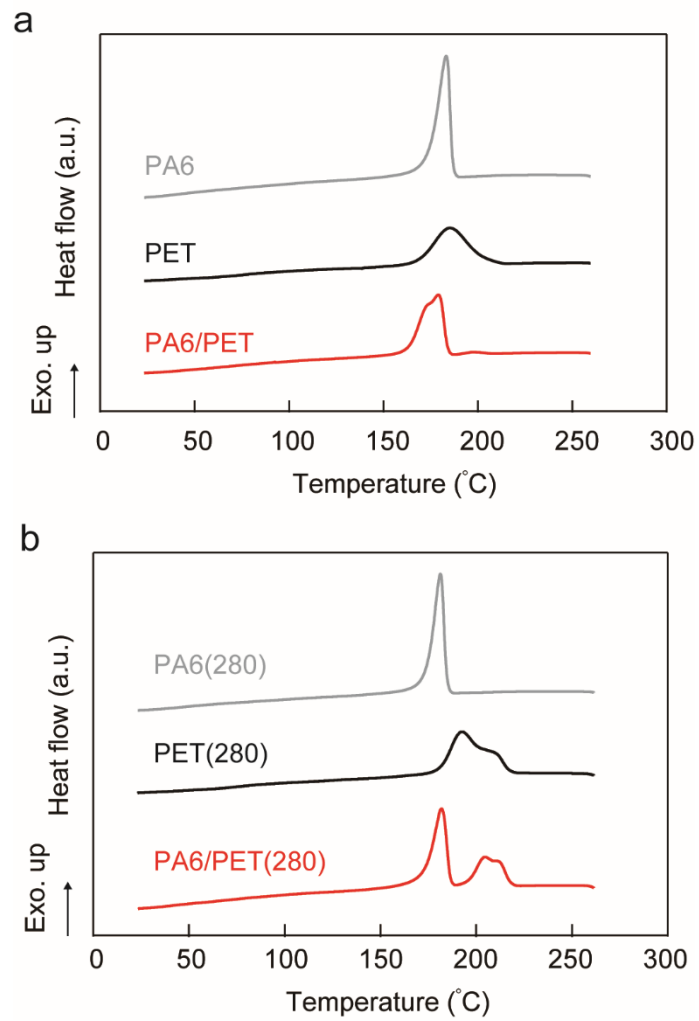 a
PA6
PET
PA6/PET
Heat flow (a.u.)
Exo. up
0 50 100 150 200 250 300
Temperature (°C)
b
PA6(280)
PET(280)
PA6/PET(280)
Heat flow (a.u.)
Exo. up
0 50 100 150 200 250 300
Temperature (°C)